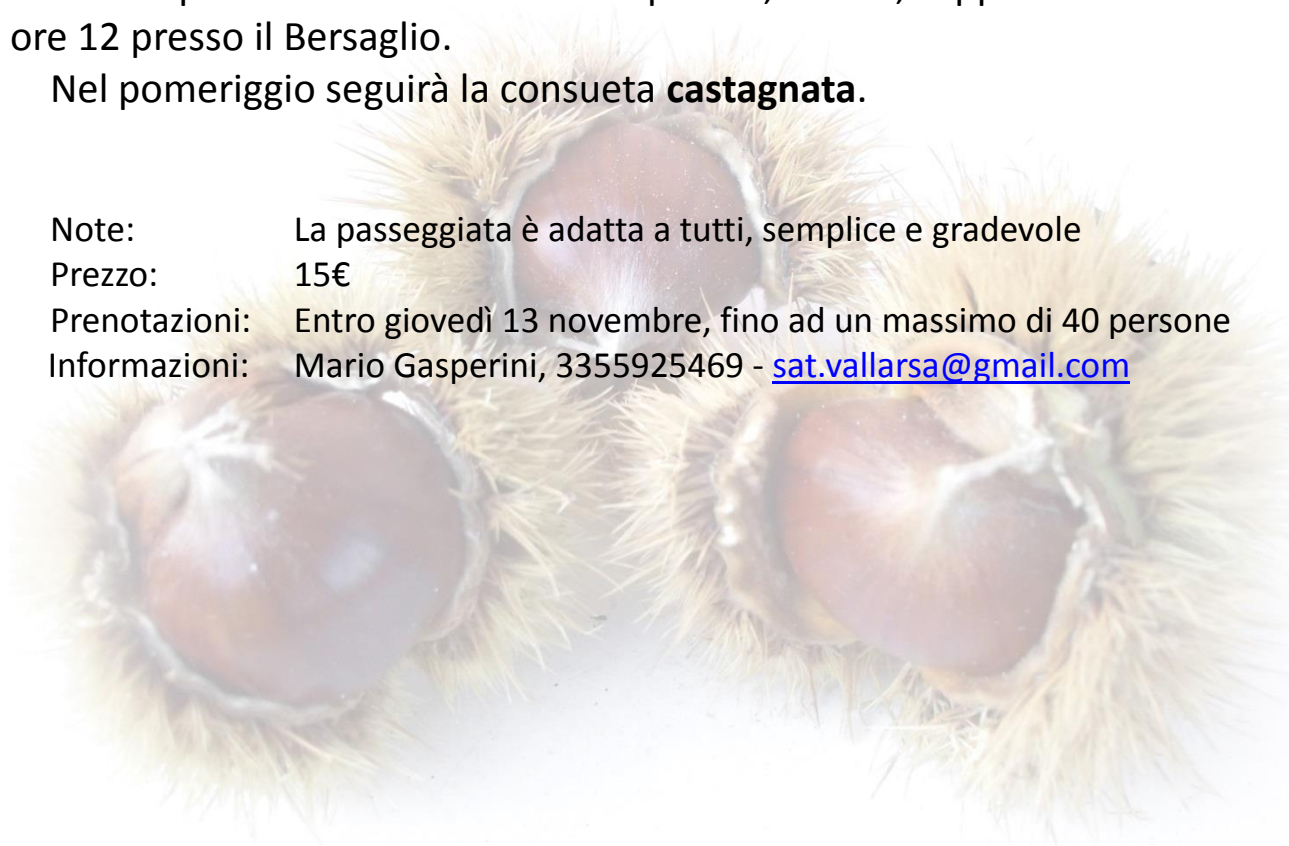 ore 12 presso il Bersaglio.
Nel pomeriggio seguirà la consueta castagnata.
Note: La passeggiata è adatta a tutti, semplice e gradevole
Prezzo: 15€
Prenotazioni: Entro giovedì 13 novembre, fino ad un massimo di 40 persone
Informazioni: Mario Gasperini, 3355925469 - sat.vallarsa@gmail.com